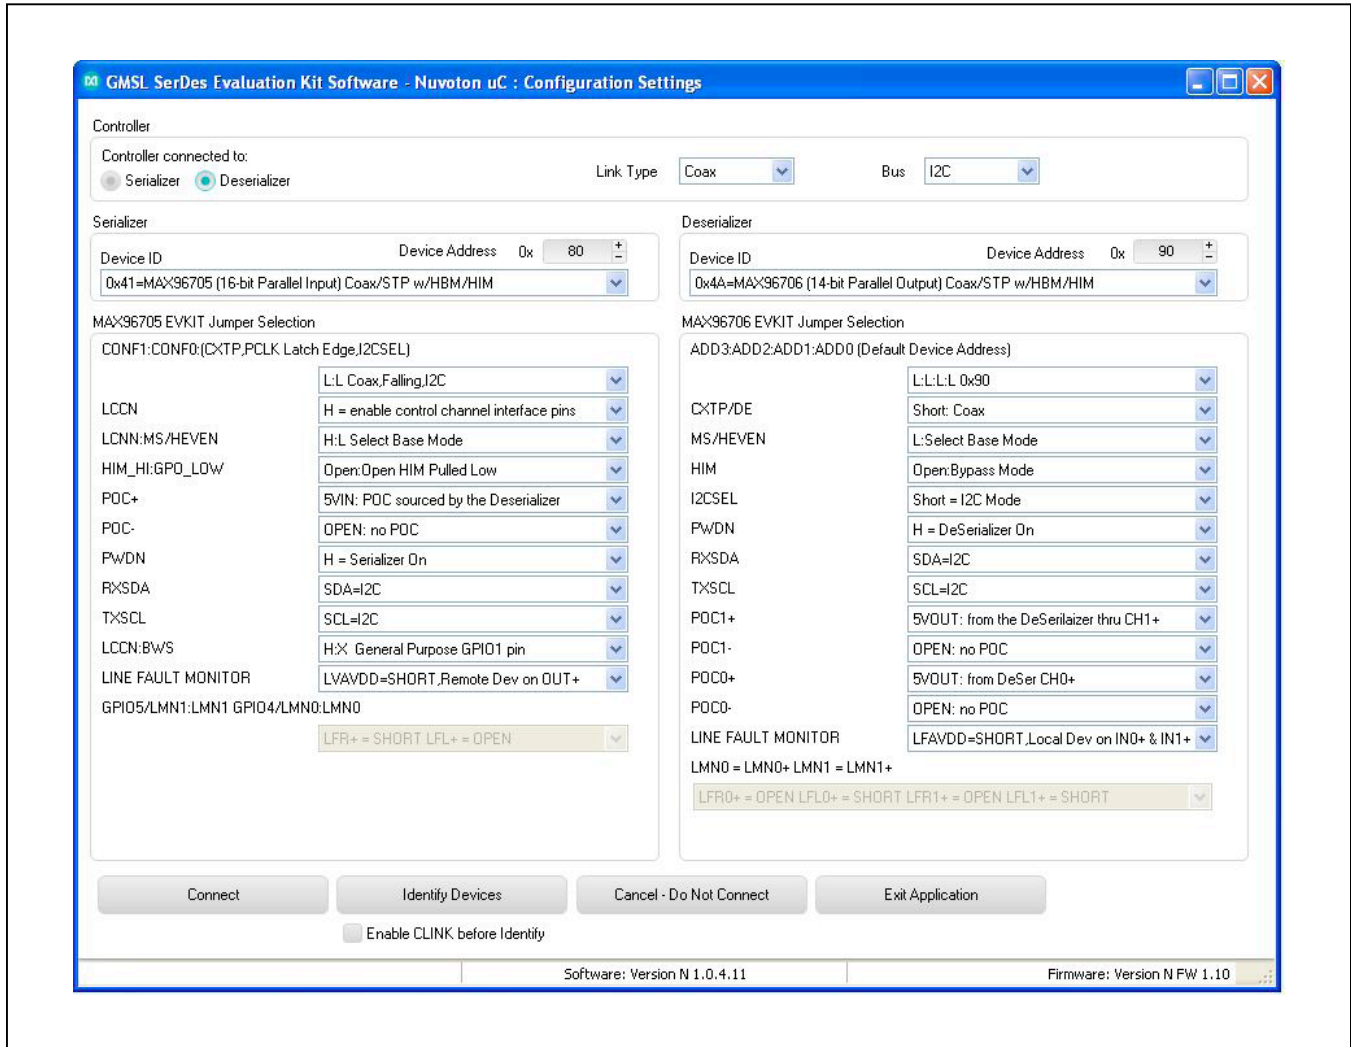 GMSL SerDes Evaluation Kit Software - Nuvoton uC : Configuration Settings
Controller
Controller connected to:
Serializer Deserializer
Link Type Coax
Bus I2C
Serializer
Device ID Device Address 0x 80 + -
0x41=MAX96705 (16-bit Parallel Input) Coax/STP w/HBM/HIM
Deserializer
Device ID Device Address 0x 90 + -
0x4A=MAX96706 (14-bit Parallel Output) Coax/STP w/HBM/HIM
MAX96705 EVKIT Jumper Selection
CONF1:CONF0:(CXTP,PCLK Latch Edge,I2CSEL)
L:L Coax,Falling,I2C
LCCN H = enable control channel interface pins
LCNN:MS/HEVEN H:L Select Base Mode
HIM_HI:GPO_LOW Open:Open HIM Pulled Low
POC+ 5VIN: POC sourced by the Deserializer
POC- OPEN: no POC
PWDN H = Serializer On
RXSDA SDA=I2C
TXSCL SCL=I2C
LCCN:BWS H:X General Purpose GPIO1 pin
LINE FAULT MONITOR LVAVDD=SHORT,Remote Dev on OUT+
GPIO5/LMN1:LMN1 GPIO4/LMN0:LMN0
LFR+ = SHORT LFL+ = OPEN
MAX96706 EVKIT Jumper Selection
ADD3:ADD2:ADD1:ADD0 (Default Device Address)
L:L:L:L 0x90
CXTP/DE Short: Coax
MS/HEVEN L:Select Base Mode
HIM Open:Bypass Mode
I2CSEL Short = I2C Mode
PWDN H = DeSerializer On
RXSDA SDA=I2C
TXSCL SCL=I2C
POC1+ 5VOUT: from the DeSerilaizer thru CH1+
POC1- OPEN: no POC
POC0+ 5VOUT: from DeSer CH0+
POC0- OPEN: no POC
LINE FAULT MONITOR LFAVDD=SHORT,Local Dev on IN0+ & IN1+
LMN0 = LMN0+ LMN1 = LMN1+
LFR0+ = OPEN LFL0+ = SHORT LFR1+ = OPEN LFL1+ = SHORT
Connect Identify Devices Cancel - Do Not Connect Exit Application
Enable CLINK before Identify
Software: Version N 1.0.4.11 Firmware: Version N FW 1.10